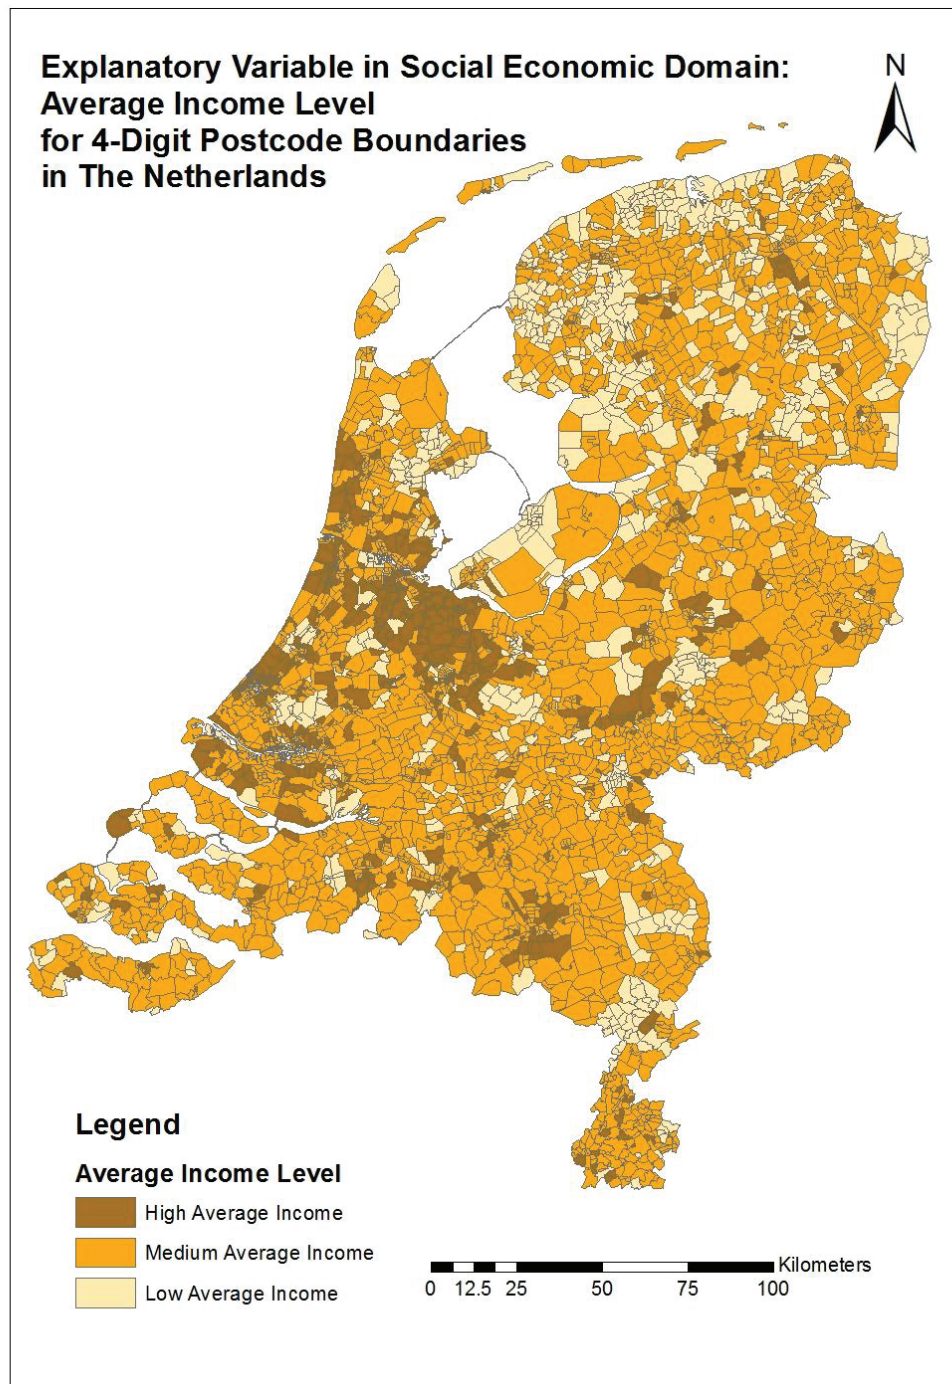 Explanatory Variable in Social Economic Domain:
Average Income Level
for 4-Digit Postcode Boundaries
in The Netherlands
N
Legend
Average Income Level
High Average Income
Medium Average Income
Low Average Income
Kilometers
0 12.5 25 50 75 100